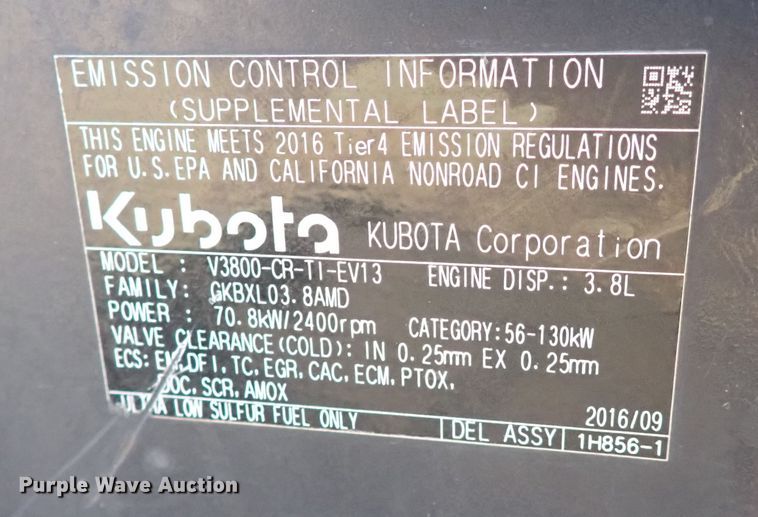 EMISSION CONTROL INFORMATION
(SUPPLEMENTAL LABEL)
THIS ENGINE MEETS 2016 Tier4 EMISSION REGULATIONS
FOR U.S.EPA AND CALIFORNIA NONROAD CI ENGINES.
Kubota KUBOTA Corporation
MODEL : V3800-CR-TI-EV13 ENGINE DISP.: 3.8L
FAMILY: GKBXL03.8AMD
POWER : 70.8kW/2400rpm CATEGORY:56-130kW
VALVE CLEARANCE(COLD): IN 0.25mm EX 0.25mm
ECS: DFI, TC, EGR, CAC, ECM, PTOX,
DOC, SCR, AMOX
2016/09
ULTRA LOW SULFUR FUEL ONLY DEL ASSY 1H856-1
Purple Wave Auction